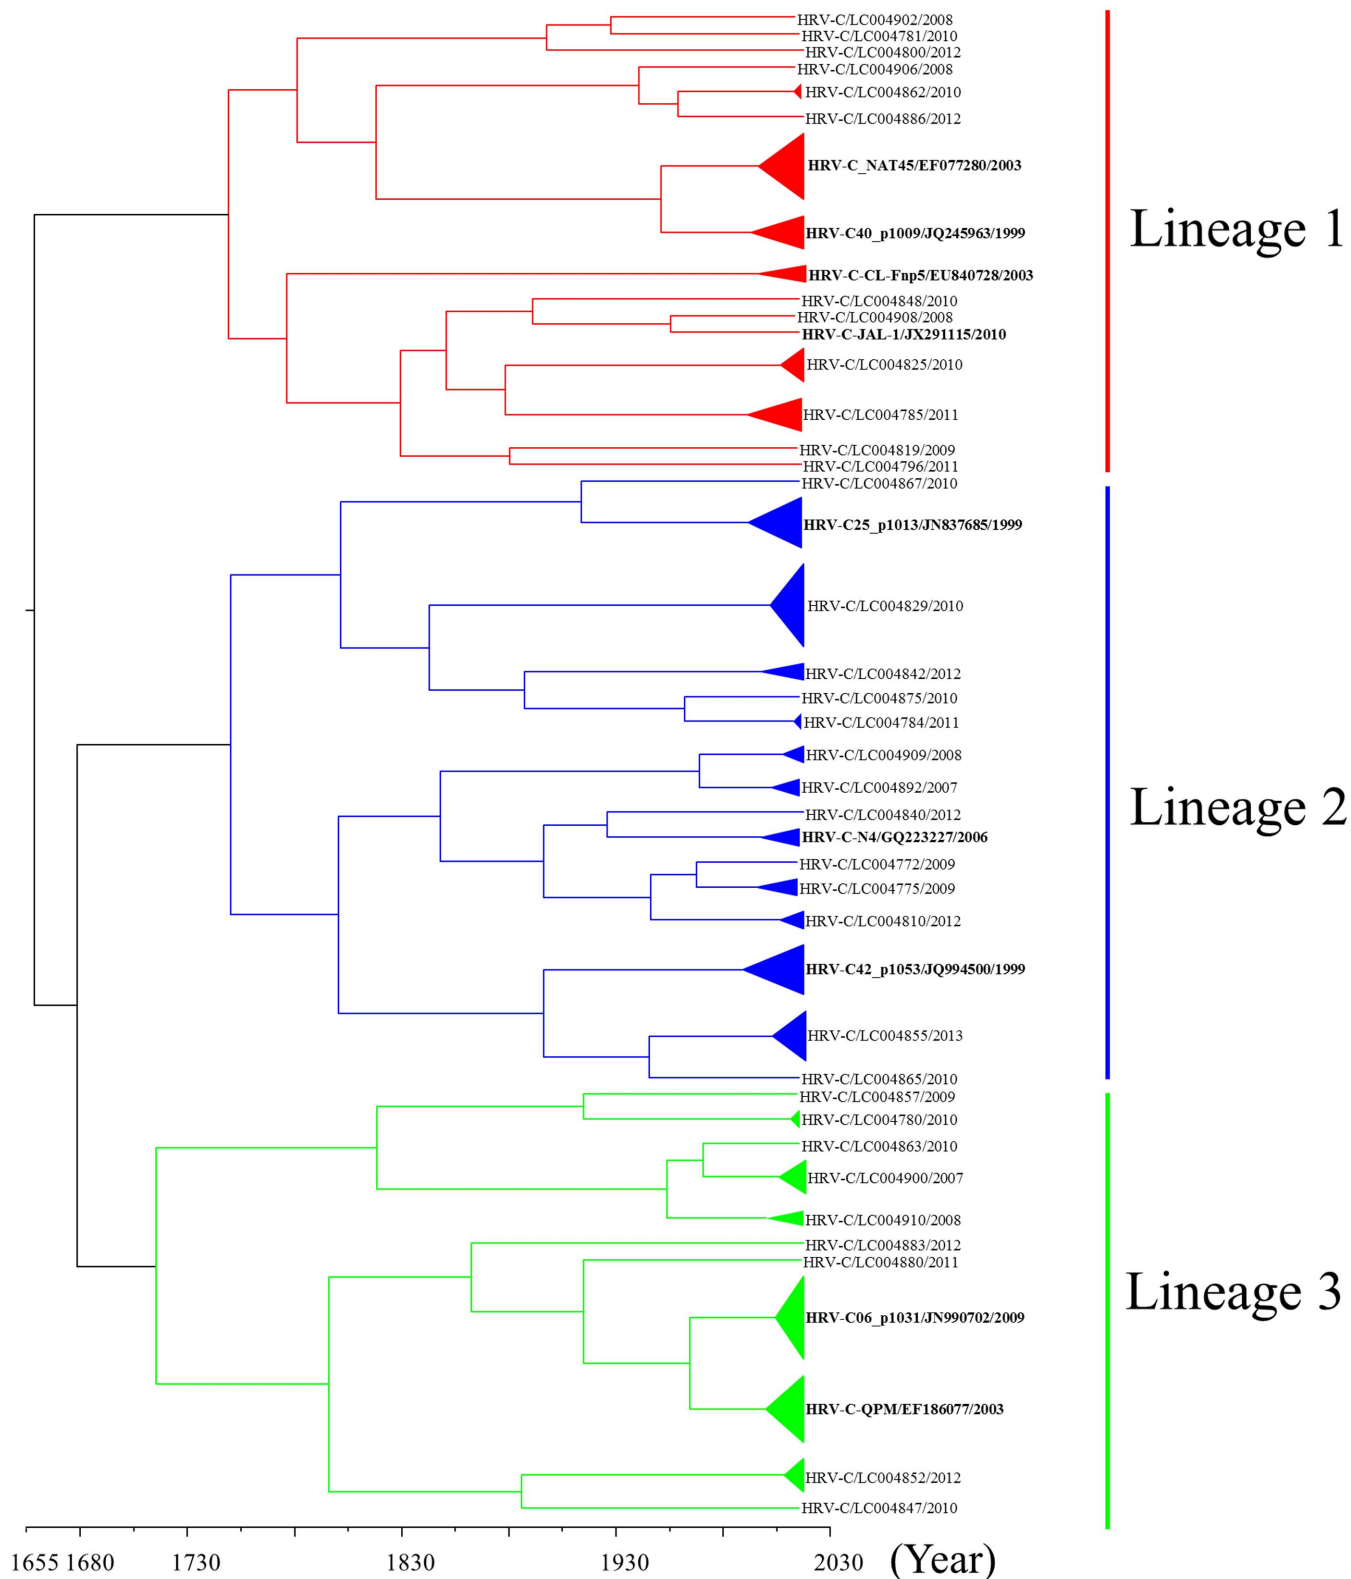 HRV-C/LC004902/2008
HRV-C/LC004781/2010
HRV-C/LC004800/2012
HRV-C/LC004906/2008
HRV-C/LC004862/2010
HRV-C/LC004886/2012
HRV-C_NAT45/EF077280/2003
HRV-C40_p1009/JQ245963/1999
HRV-C-CL-Fnp5/EU840728/2003
HRV-C/LC004848/2010
HRV-C/LC004908/2008
HRV-C-JAL-1/JX291115/2010
HRV-C/LC004825/2010
HRV-C/LC004785/2011
HRV-C/LC004819/2009
HRV-C/LC004796/2011
Lineage 1
HRV-C/LC004867/2010
HRV-C25_p1013/JN837685/1999
HRV-C/LC004829/2010
HRV-C/LC004842/2012
HRV-C/LC004875/2010
HRV-C/LC004784/2011
HRV-C/LC004909/2008
HRV-C/LC004892/2007
HRV-C/LC004840/2012
HRV-C-N4/GQ223227/2006
HRV-C/LC004772/2009
HRV-C/LC004775/2009
HRV-C/LC004810/2012
HRV-C42_p1053/JQ994500/1999
HRV-C/LC004855/2013
HRV-C/LC004865/2010
Lineage 2
HRV-C/LC004857/2009
HRV-C/LC004780/2010
HRV-C/LC004863/2010
HRV-C/LC004900/2007
HRV-C/LC004910/2008
HRV-C/LC004883/2012
HRV-C/LC004880/2011
HRV-C06_p1031/JN990702/2009
HRV-C-QPM/EF186077/2003
HRV-C/LC004852/2012
HRV-C/LC004847/2010
Lineage 3
1655 1680 1730 1830 1930 2030 (Year)